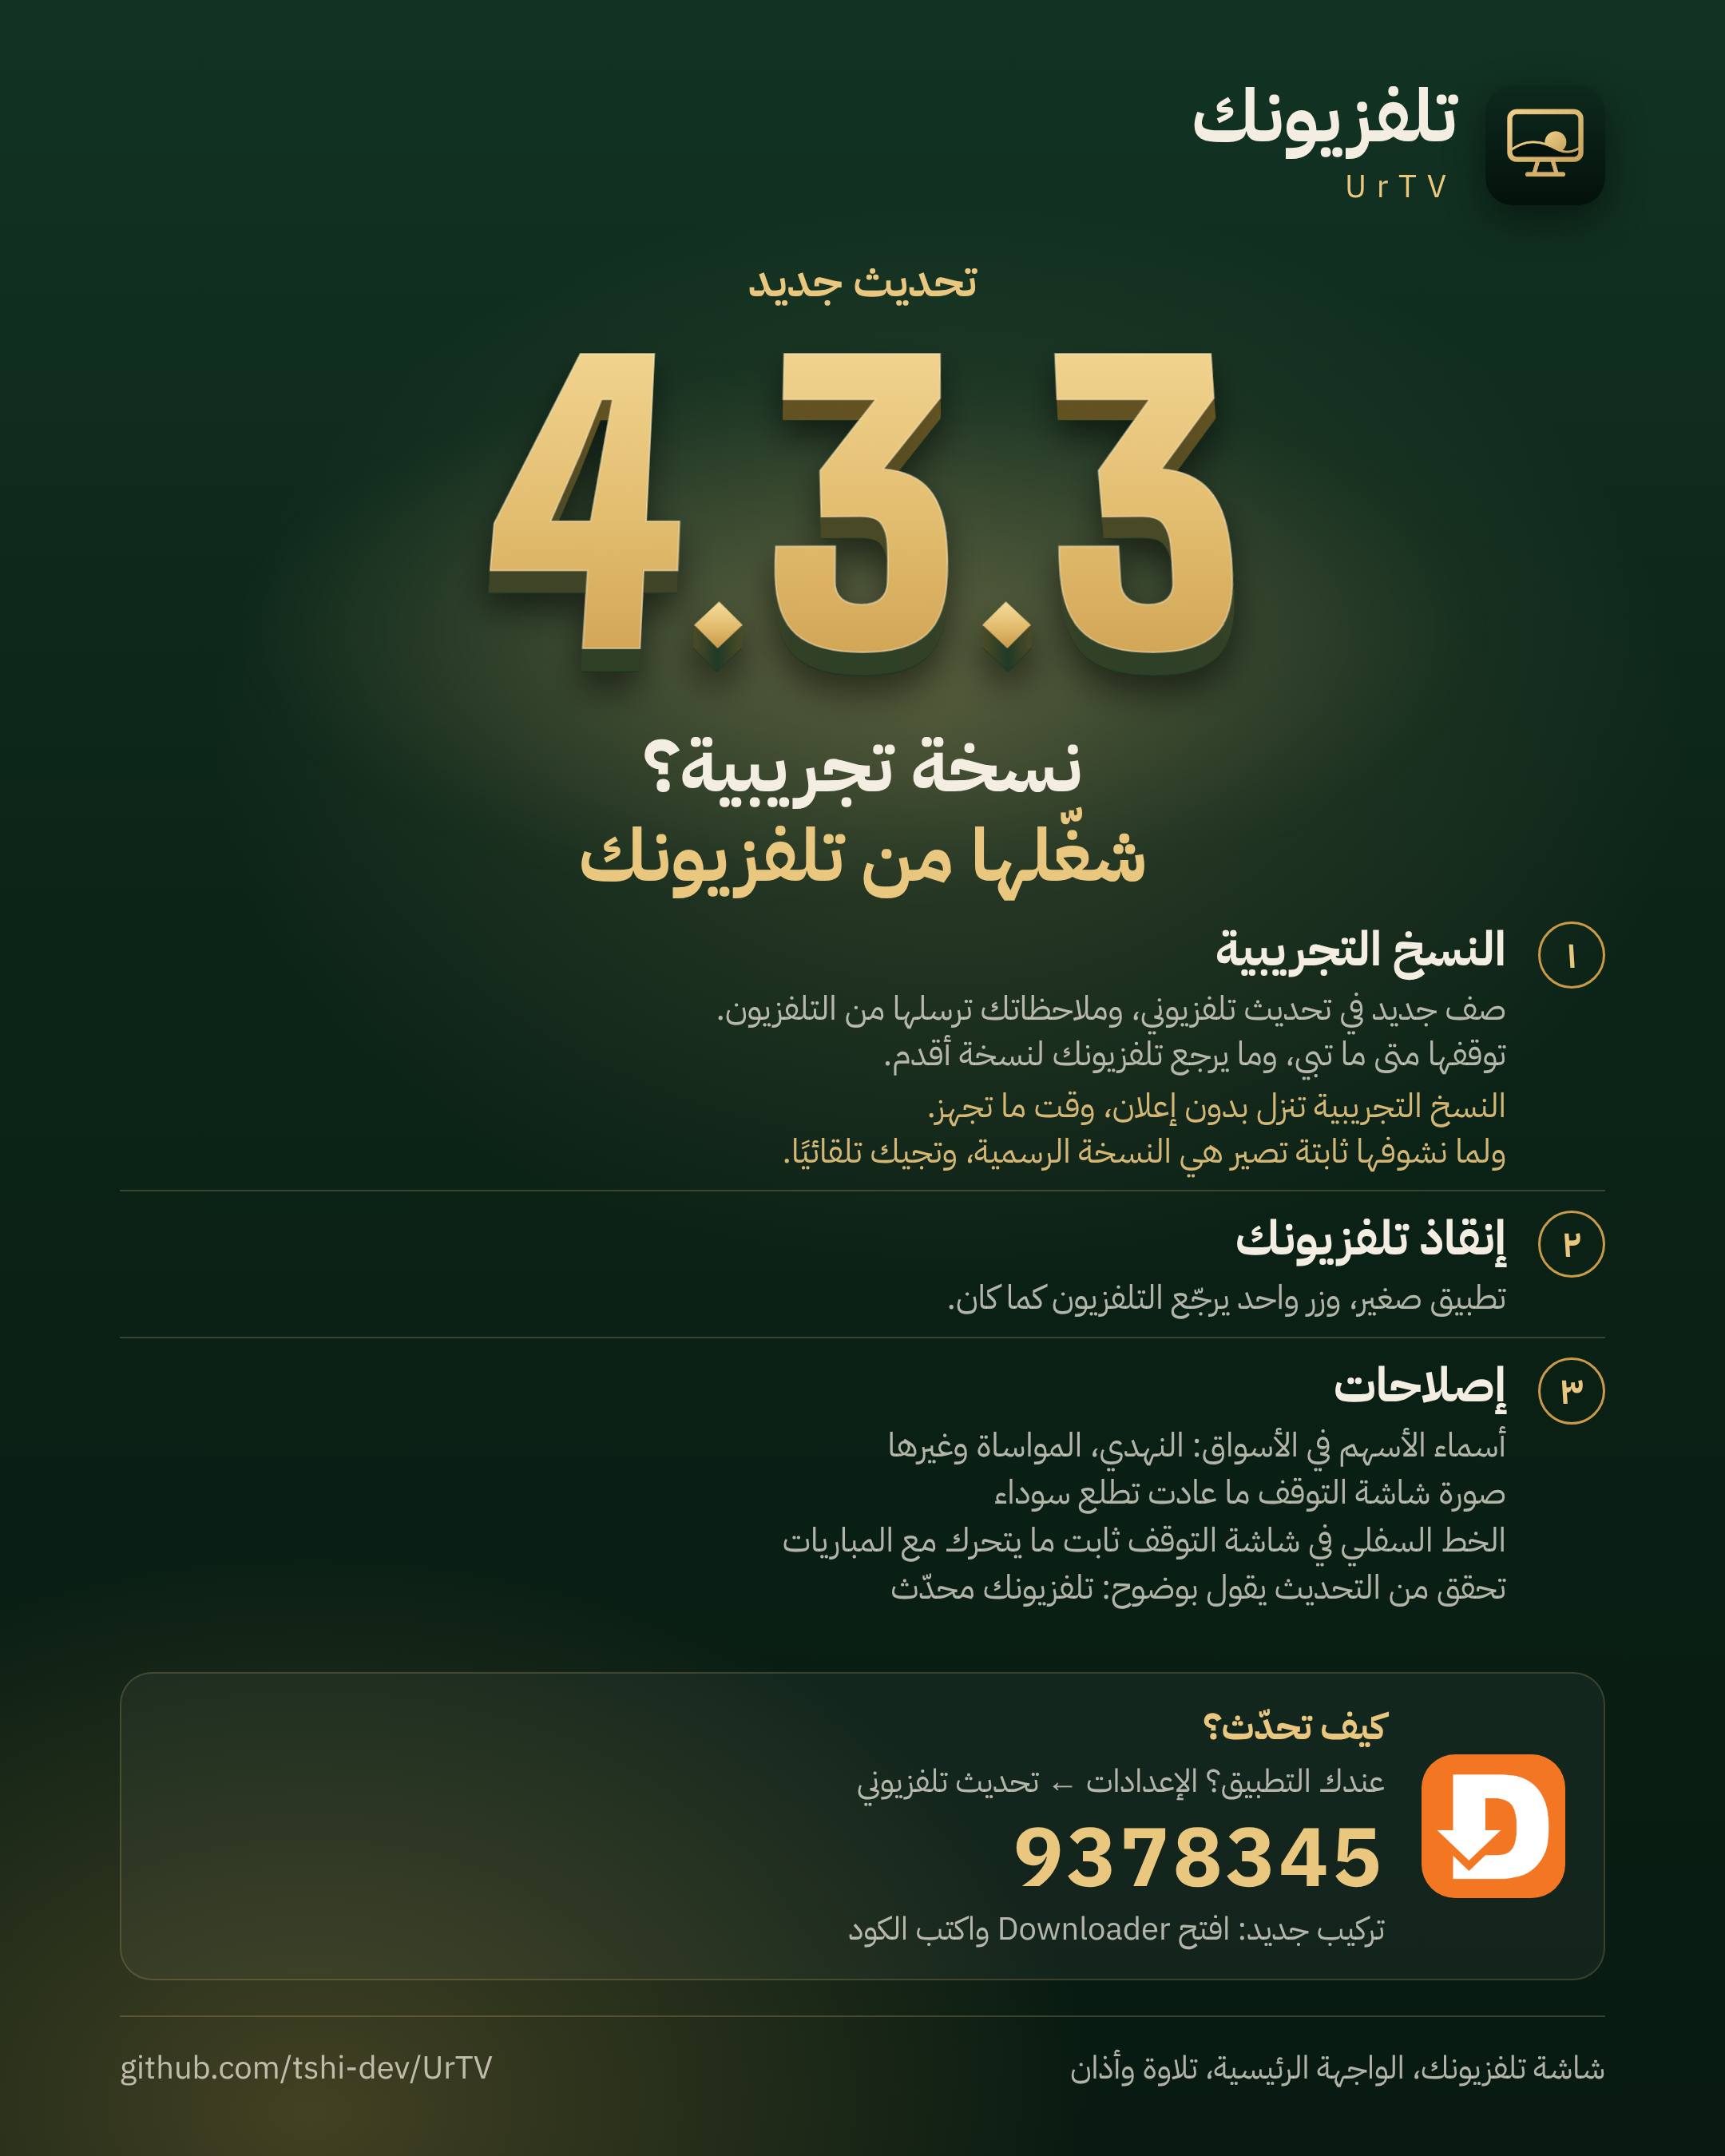 تلفزيونك
UrTV
تحديث جديد
4.3.3
نسخة تجريبية؟
شغّلها من تلفزيونك
١
النسخ التجريبية
صف جديد في تحديث تلفزيوني، وملاحظاتك ترسلها من التلفزيون.
توقفها متى ما تبي، وما يرجع تلفزيونك لنسخة أقدم.
النسخ التجريبية تنزل بدون إعلان، وقت ما تجهز.
ولما نشوفها ثابتة تصير هي النسخة الرسمية، وتجيك تلقائيًا.
٢
إنقاذ تلفزيونك
تطبيق صغير، وزر واحد يرجّع التلفزيون كما كان.
٣
إصلاحات
أسماء الأسهم في الأسواق: النهدي، المواساة وغيرها
صورة شاشة التوقف ما عادت تطلع سوداء
الخط السفلي في شاشة التوقف ثابت ما يتحرك مع المباريات
تحقق من التحديث يقول بوضوح: تلفزيونك محدّث
كيف تحدّث؟
عندك التطبيق؟ الإعدادات ← تحديث تلفزيوني
9378345
تركيب جديد: افتح Downloader واكتب الكود
شاشة تلفزيونك، الواجهة الرئيسية، تلاوة وأذان
github.com/tshi-dev/UrTV